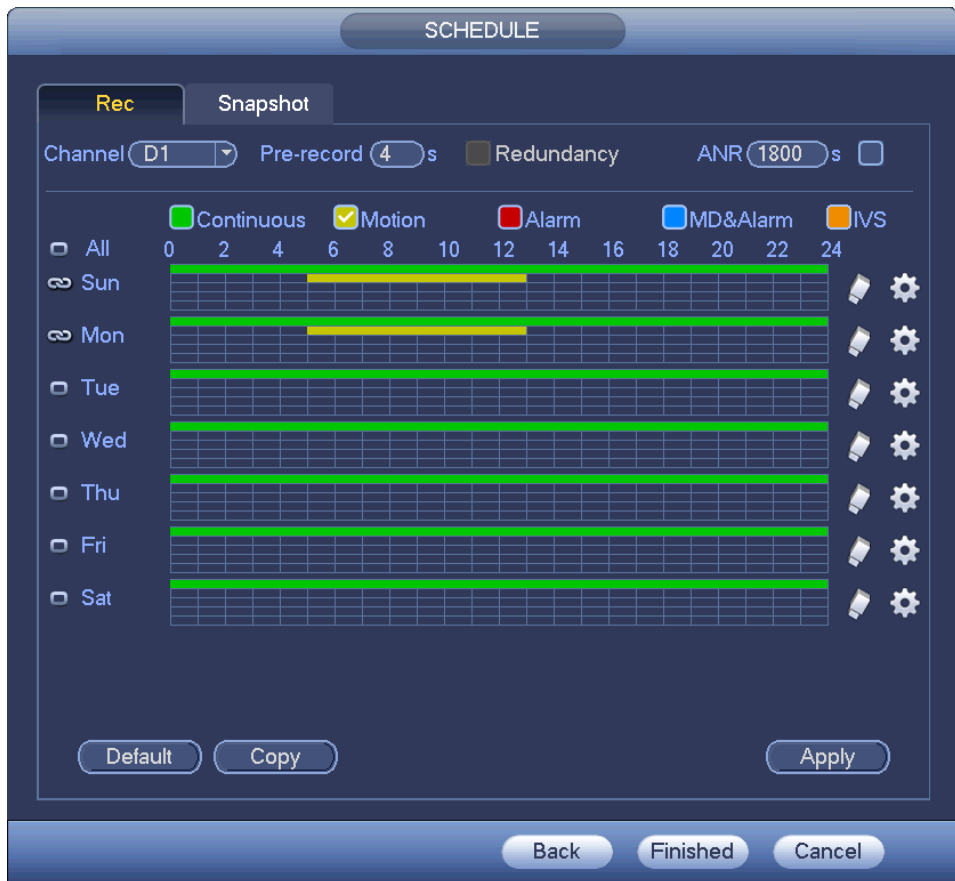 SCHEDULE
Rec Snapshot
Channel D1 Pre-record 4 s Redundancy ANR 1800 s
Continuous Motion Alarm MD&Alarm IVS
All 0 2 4 6 8 10 12 14 16 18 20 22 24
Sun
Mon
Tue
Wed
Thu
Fri
Sat
Default Copy Apply
Back Finished Cancel